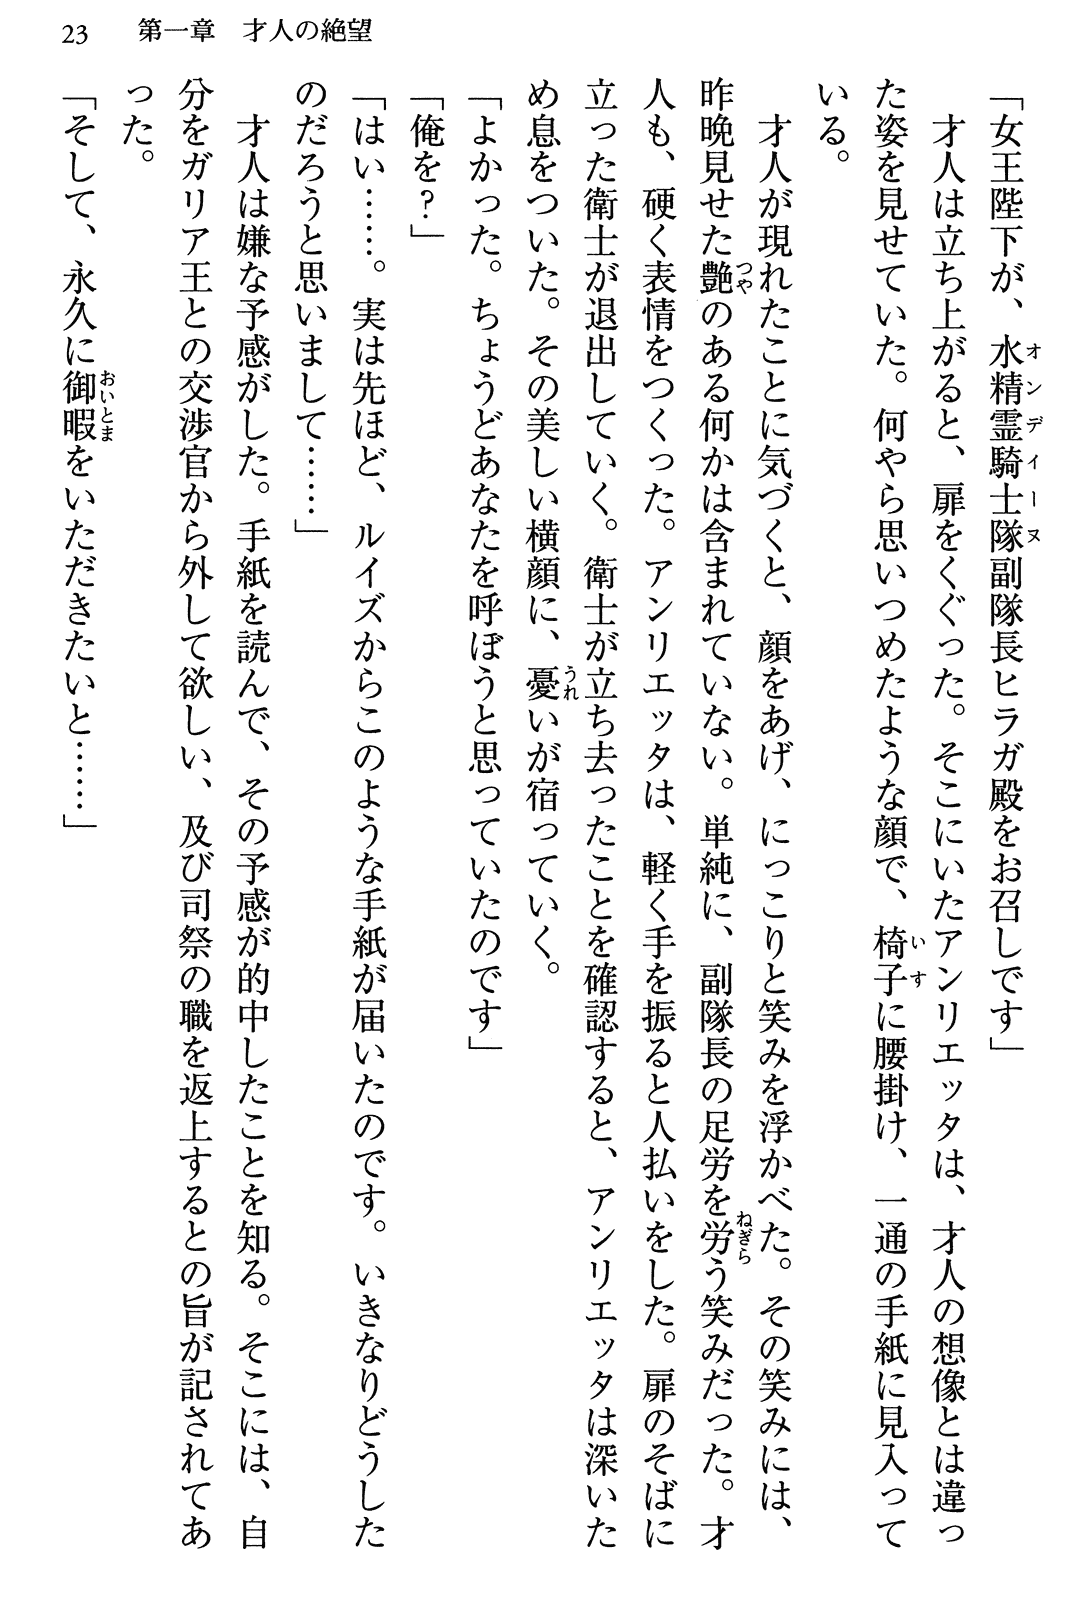 23　第一章　才人の絶望
「女王陛下が、水精霊騎士隊副隊長ヒラガ殿をお召しです」
オンディーヌ
　才人は立ち上がると、扉をくぐった。そこにいたアンリエッタは、才人の想像とは違っ
た姿を見せていた。何やら思いつめたような顔で、椅子に腰掛け、一通の手紙に見入って
いす
いる。
　才人が現れたことに気づくと、顔をあげ、にっこりと笑みを浮かべた。その笑みには、
昨晩見せた艶のある何かは含まれていない。単純に、副隊長の足労を労う笑みだった。才
つや
ねぎら
人も、硬く表情をつくった。アンリエッタは、軽く手を振ると人払いをした。扉のそばに
立った衛士が退出していく。衛士が立ち去ったことを確認すると、アンリエッタは深いた
め息をついた。その美しい横顔に、憂いが宿っていく。
うれ
「よかった。ちょうどあなたを呼ぼうと思っていたのです」
「俺を？」
「はい……。実は先ほど、ルイズからこのような手紙が届いたのです。いきなりどうした
のだろうと思いまして……」
　才人は嫌な予感がした。手紙を読んで、その予感が的中したことを知る。そこには、自
分をガリア王との交渉官から外して欲しい、及び司祭の職を返上するとの旨が記されてあ
った。
「そして、永久に御暇をいただきたいと……」
おいとま